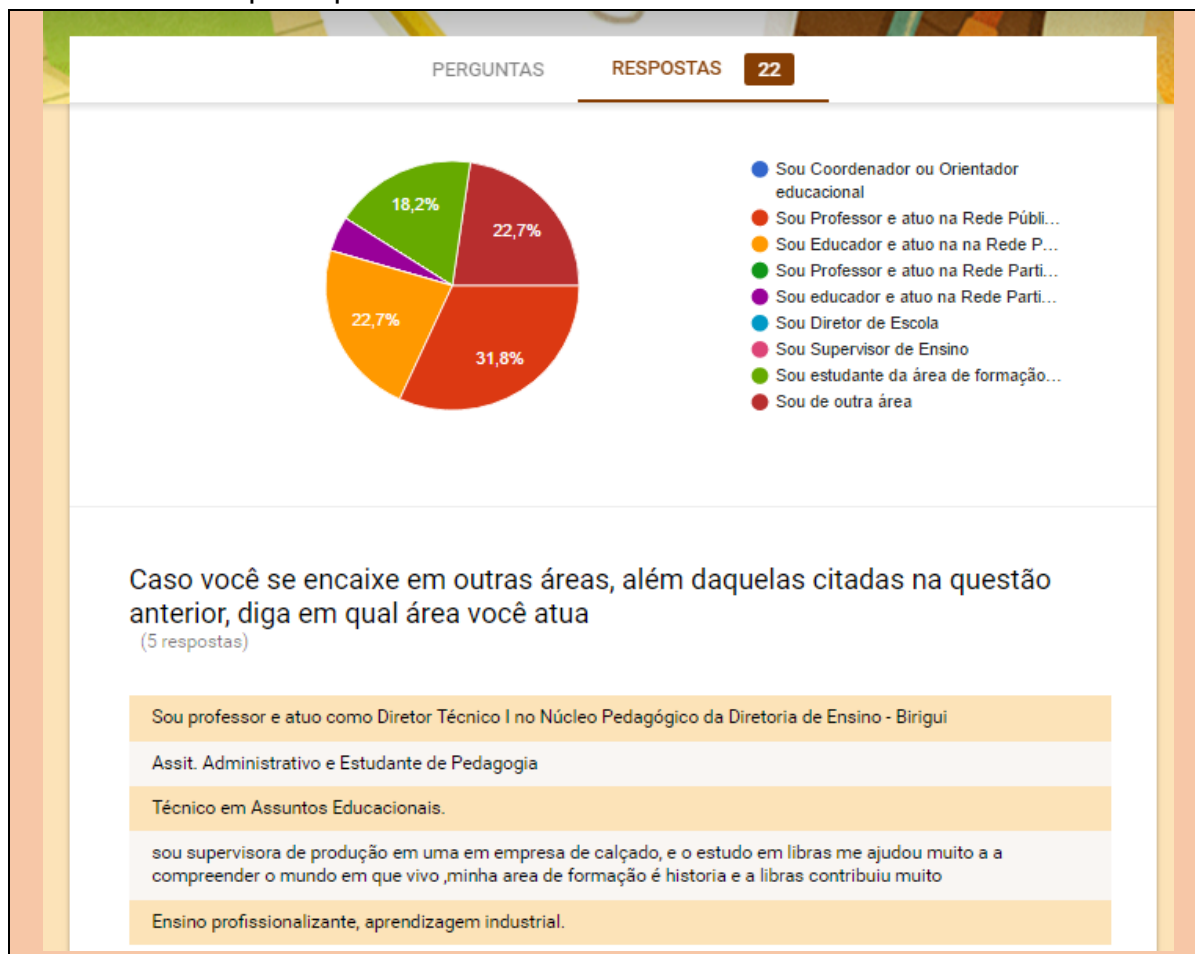 PERGUNTAS RESPOSTAS 22
18,2%
22,7%
22,7%
31,8%
Sou Coordenador ou Orientador
educacional
Sou Professor e atuo na Rede Públi...
Sou Educador e atuo na na Rede P...
Sou Professor e atuo na Rede Parti...
Sou educador e atuo na Rede Parti...
Sou Diretor de Escola
Sou Supervisor de Ensino
Sou estudante da área de formação...
Sou de outra área
Caso você se encaixe em outras áreas, além daquelas citadas na questão
anterior, diga em qual área você atua
(5 respostas)
Sou professor e atuo como Diretor Técnico I no Núcleo Pedagógico da Diretoria de Ensino - Birigui
Assit. Administrativo e Estudante de Pedagogia
Técnico em Assuntos Educacionais.
sou supervisora de produção em uma em empresa de calçado, e o estudo em libras me ajudou muito a a
compreender o mundo em que vivo ,minha area de formação é historia e a libras contribuiu muito
Ensino profissionalizante, aprendizagem industrial.